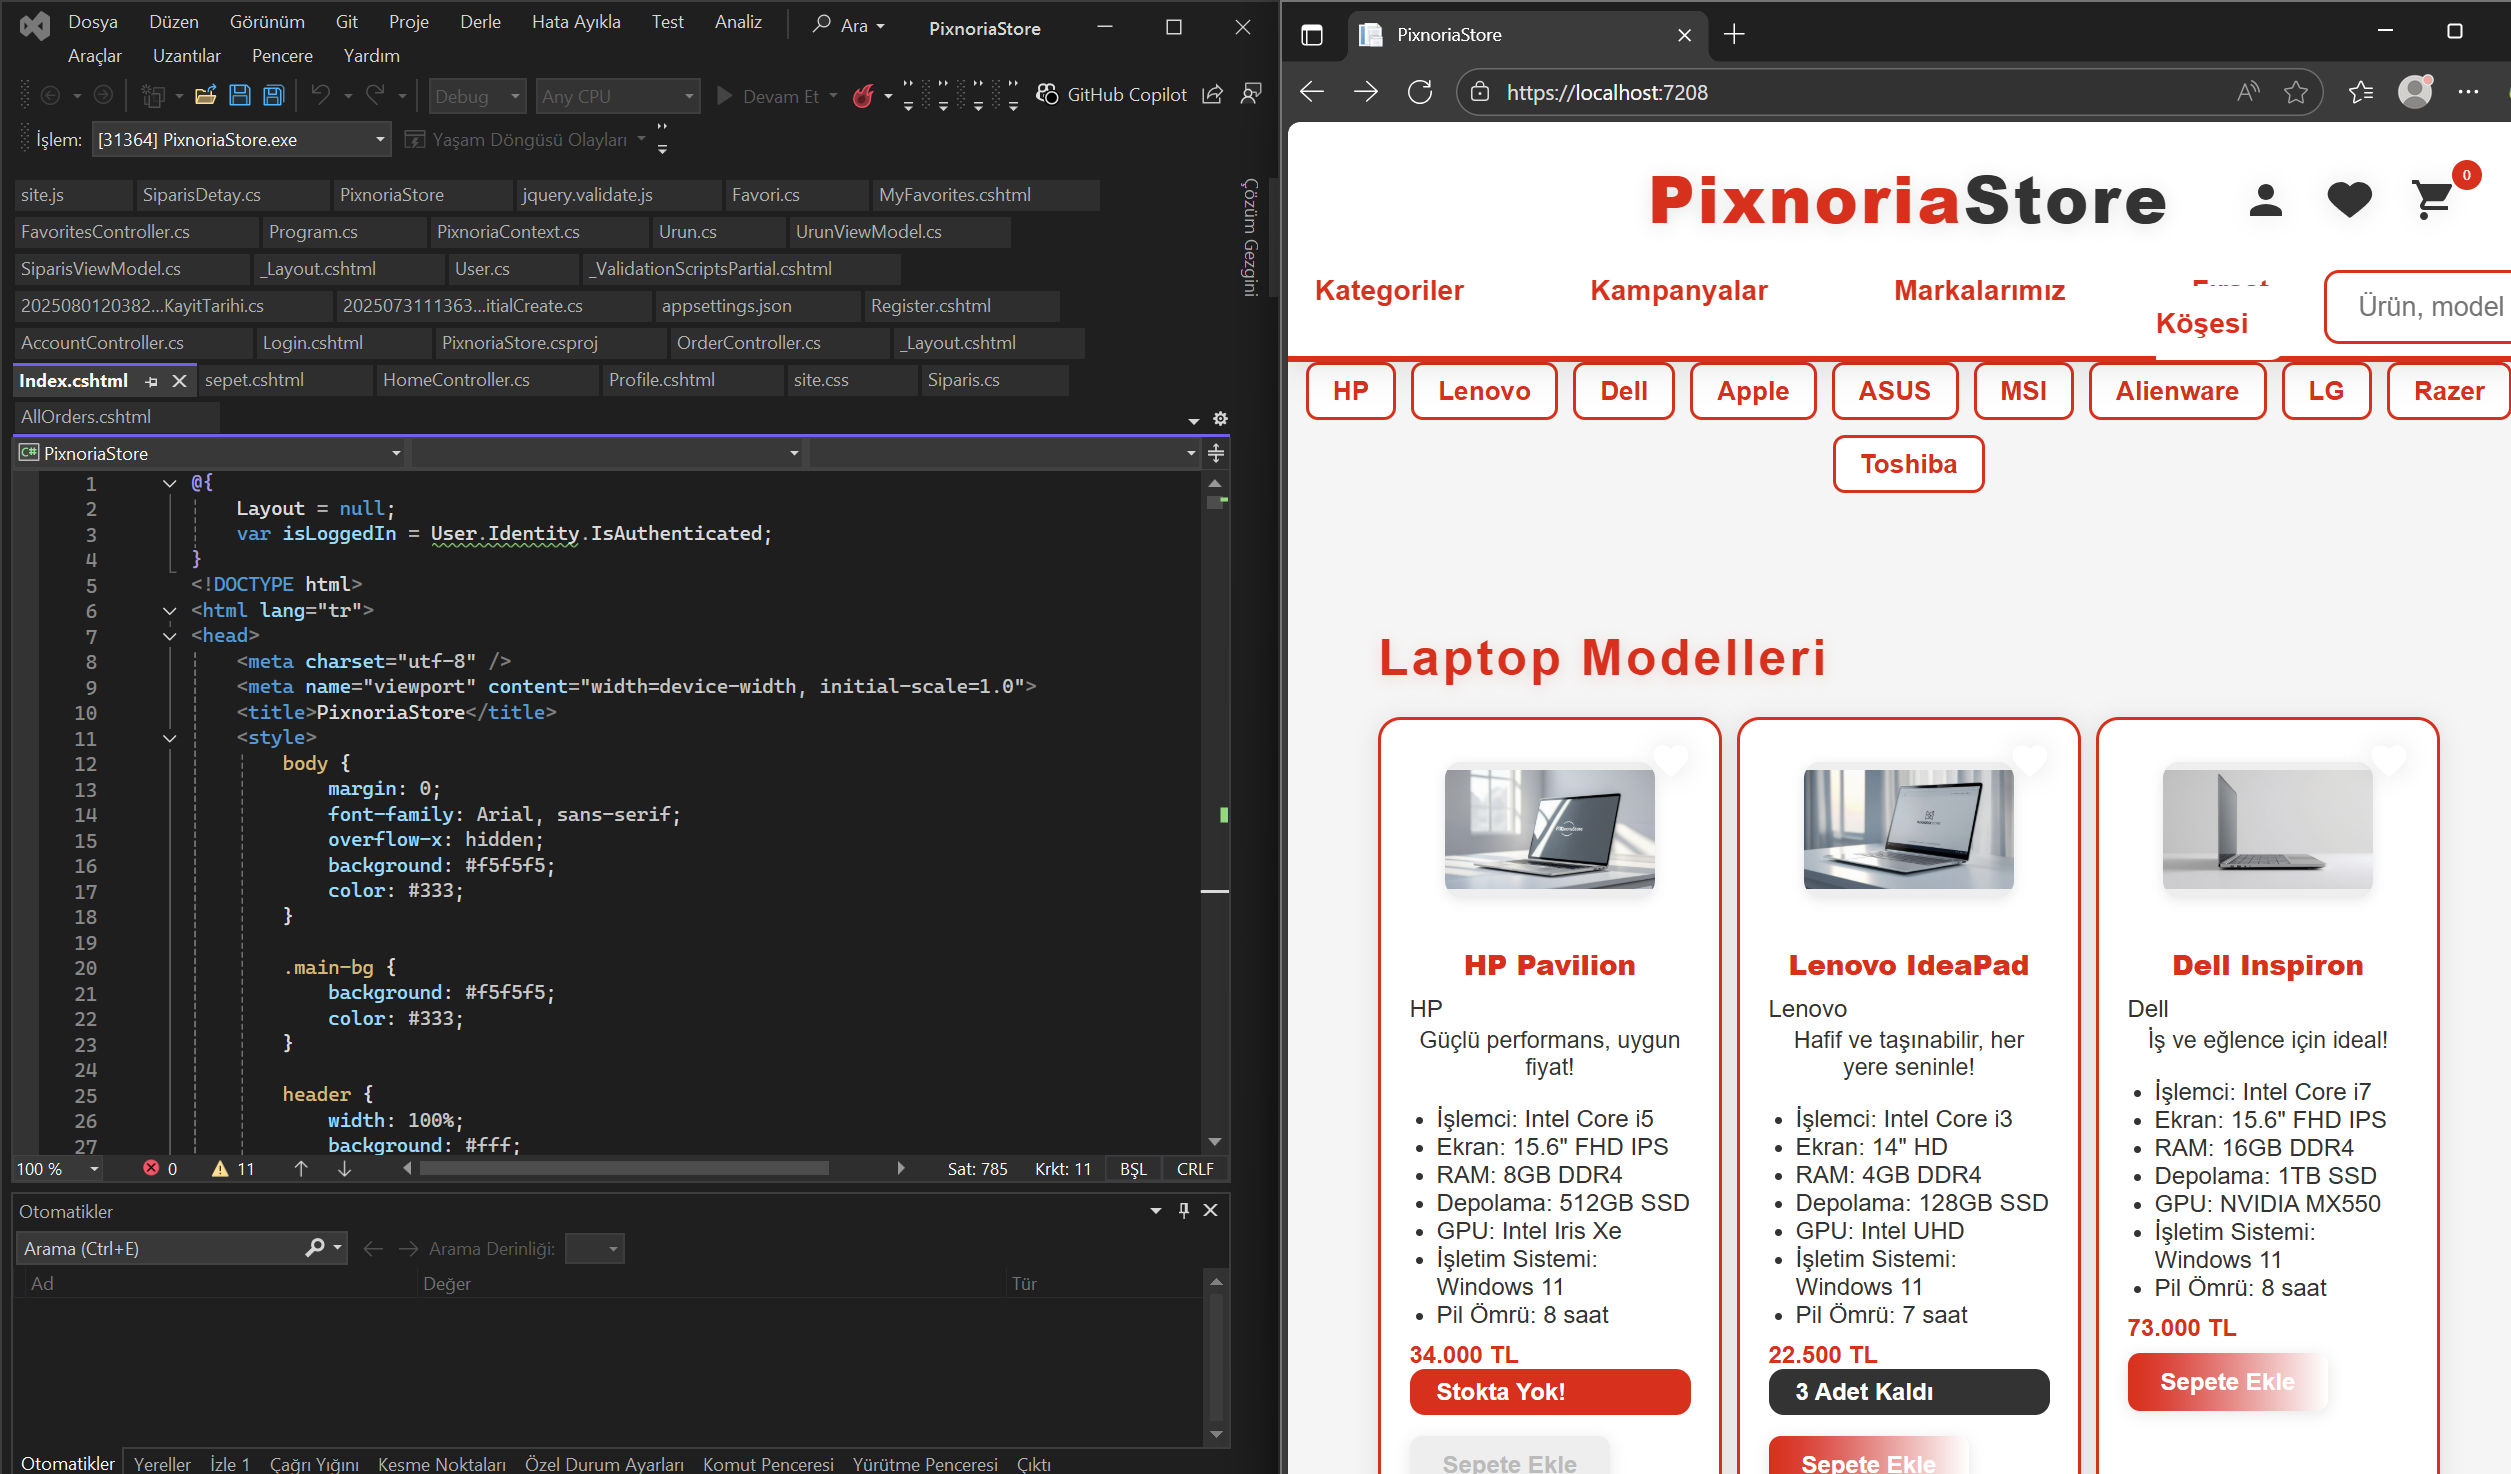 Dosya Düzen Görünüm Git Proje Derle Hata Ayıkla Test Analiz Ara PixnoriaStore
Araçlar Uzantılar Pencere Yardım
Debug Any CPU Devam Et GitHub Copilot
İşlem: [31364] PixnoriaStore.exe Yaşam Döngüsü Olayları
site.js SiparisDetay.cs PixnoriaStore jquery.validate.js Favori.cs MyFavorites.cshtml
FavoritesController.cs Program.cs PixnoriaContext.cs Urun.cs UrunViewModel.cs
SiparisViewModel.cs _Layout.cshtml User.cs _ValidationScriptsPartial.cshtml
2025080120382...KayitTarihi.cs 2025073111363...itialCreate.cs appsettings.json Register.cshtml
AccountController.cs Login.cshtml PixnoriaStore.csproj OrderController.cs _Layout.cshtml
Index.cshtml sepet.cshtml HomeController.cs Profile.cshtml site.css Siparis.cs
AllOrders.cshtml
Çözüm Gezgini
C# PixnoriaStore
1 @{
2 Layout = null;
3 var isLoggedIn = User.Identity.IsAuthenticated;
4 }
5 <!DOCTYPE html>
6 <html lang="tr">
7 <head>
8 <meta charset="utf-8" />
9 <meta name="viewport" content="width=device-width, initial-scale=1.0">
10 <title>PixnoriaStore</title>
11 <style>
12 body {
13 margin: 0;
14 font-family: Arial, sans-serif;
15 overflow-x: hidden;
16 background: #f5f5f5;
17 color: #333;
18 }
19
20 .main-bg {
21 background: #f5f5f5;
22 color: #333;
23 }
24
25 header {
26 width: 100%;
27 background: #fff;
100 % 0 11 Sat: 785 Krkt: 11 BŞL CRLF
Otomatikler
Arama (Ctrl+E) Arama Derinliği:
Ad Değer Tür
Otomatikler Yereller İzle 1 Çağrı Yığını Kesme Noktaları Özel Durum Ayarları Komut Penceresi Yürütme Penceresi Çıktı
PixnoriaStore
https://localhost:7208
PixnoriaStore 0
Kategoriler Kampanyalar Markalarımız Fırsat
Köşesi
Ürün, model
HP Lenovo Dell Apple ASUS MSI Alienware LG Razer
Toshiba
Laptop Modelleri
HP Pavilion
HP
Güçlü performans, uygun
fiyat!
• İşlemci: Intel Core i5
• Ekran: 15.6" FHD IPS
• RAM: 8GB DDR4
• Depolama: 512GB SSD
• GPU: Intel Iris Xe
• İşletim Sistemi:
Windows 11
• Pil Ömrü: 8 saat
34.000 TL
Stokta Yok!
Sepete Ekle
Lenovo IdeaPad
Lenovo
Hafif ve taşınabilir, her
yere seninle!
• İşlemci: Intel Core i3
• Ekran: 14" HD
• RAM: 4GB DDR4
• Depolama: 128GB SSD
• GPU: Intel UHD
• İşletim Sistemi:
Windows 11
• Pil Ömrü: 7 saat
22.500 TL
3 Adet Kaldı
Sepete Ekle
Dell Inspiron
Dell
İş ve eğlence için ideal!
• İşlemci: Intel Core i7
• Ekran: 15.6" FHD IPS
• RAM: 16GB DDR4
• Depolama: 1TB SSD
• GPU: NVIDIA MX550
• İşletim Sistemi:
Windows 11
• Pil Ömrü: 8 saat
73.000 TL
Sepete Ekle